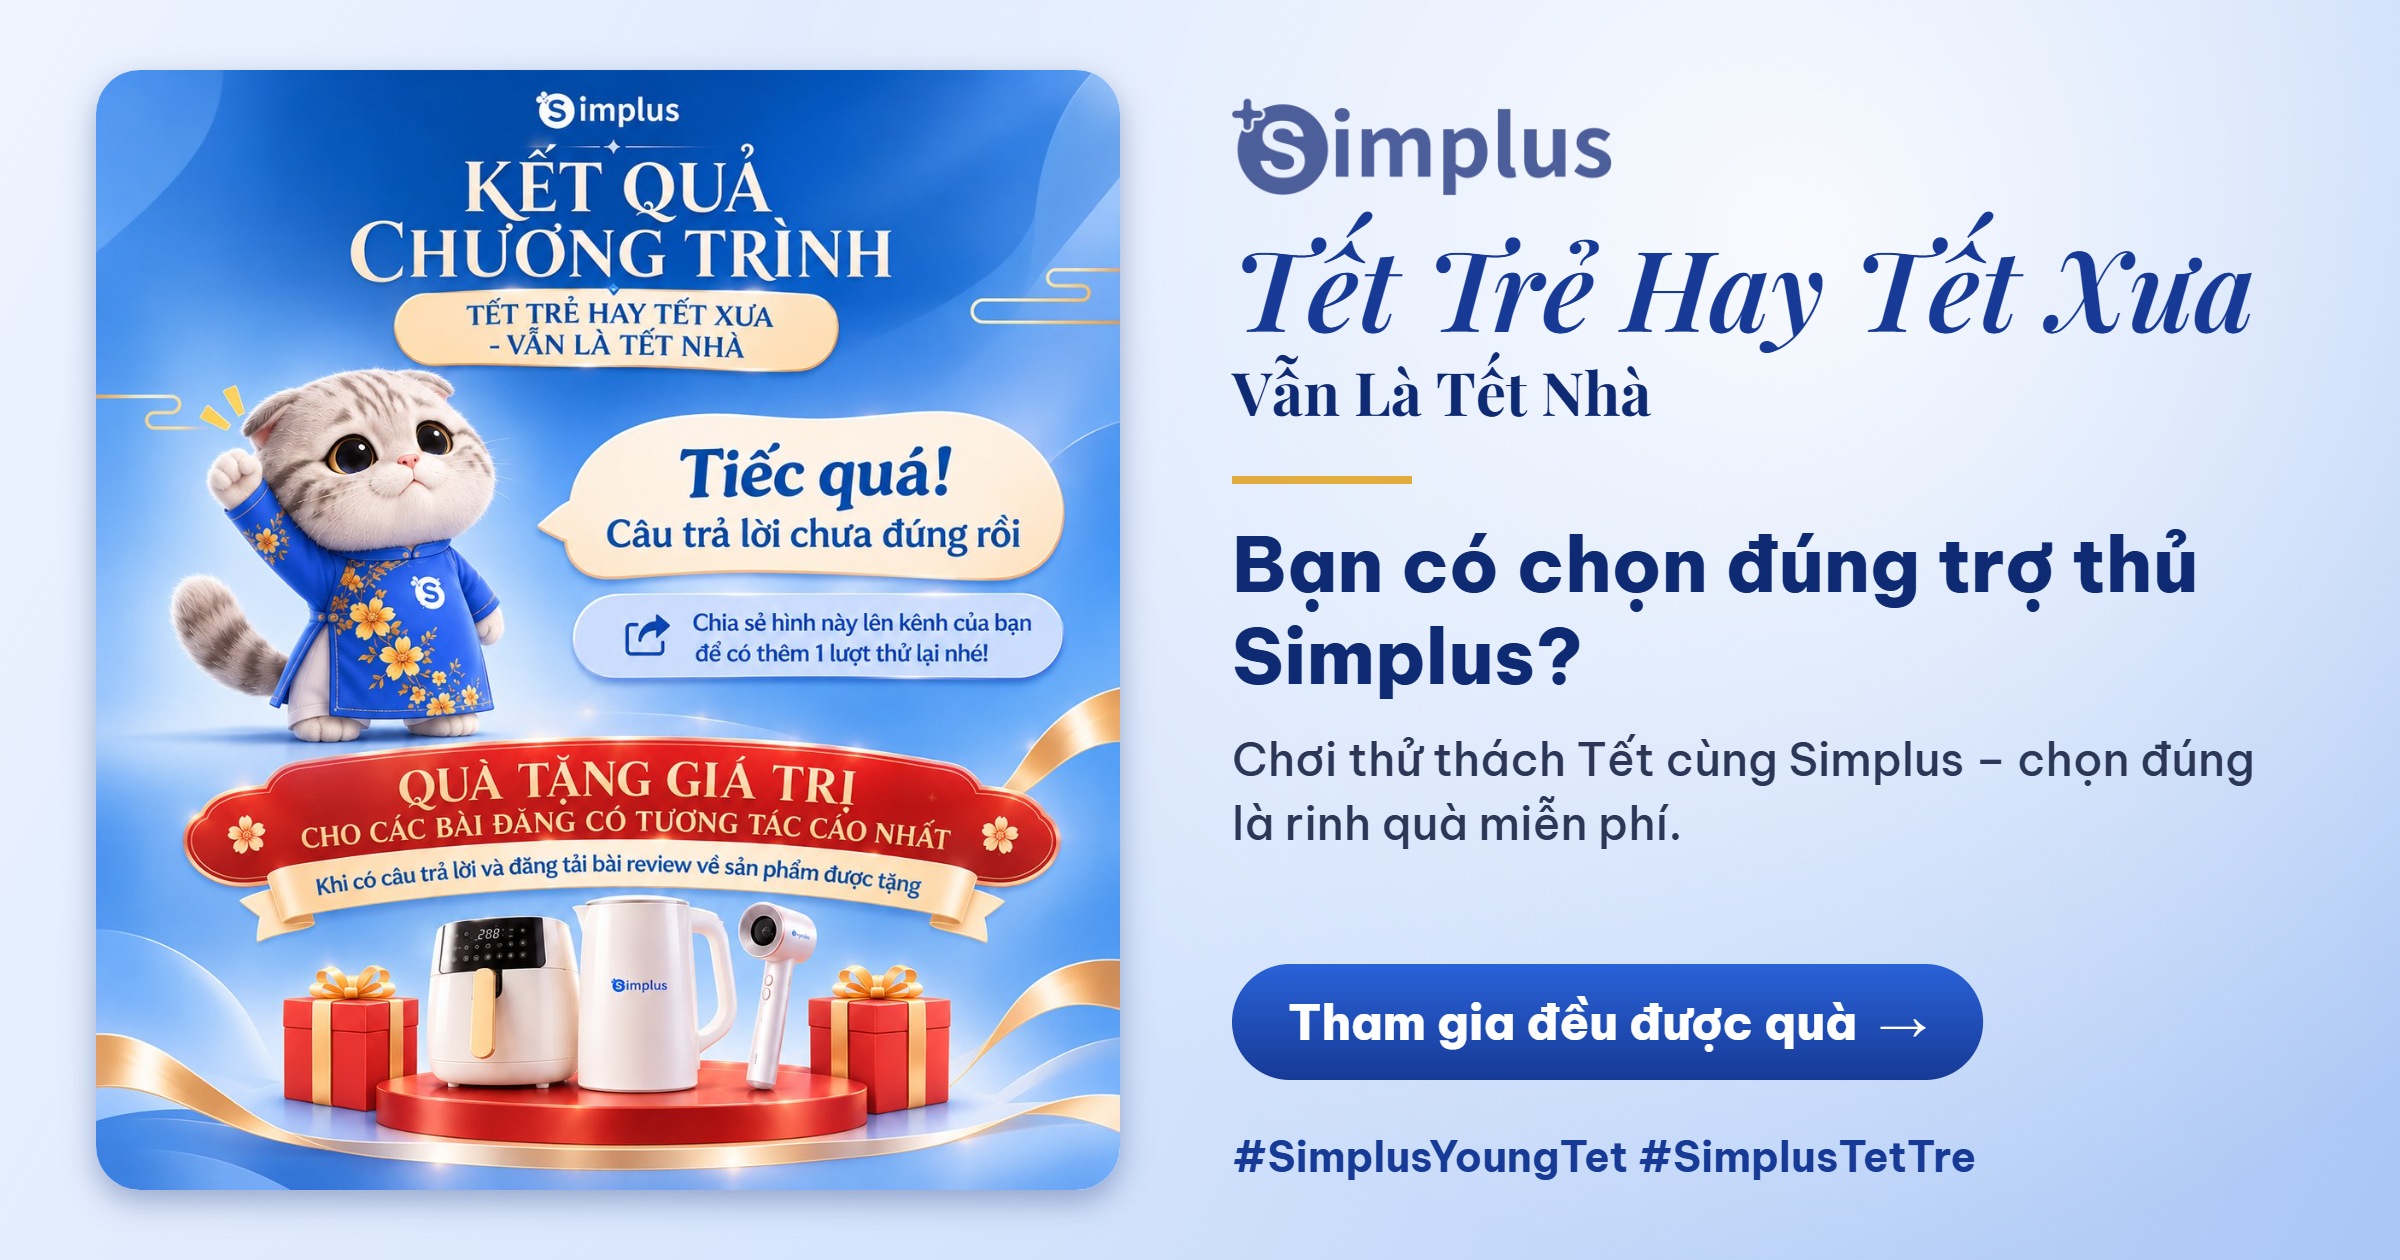 Simplus
KẾT QUẢ
CHƯƠNG TRÌNH
TẾT TRẺ HAY TẾT XƯA
- VẪN LÀ TẾT NHÀ
Tiếc quá!
Câu trả lời chưa đúng rồi
Chia sẻ hình này lên kênh của bạn
để có thêm 1 lượt thử lại nhé!
S
QUÀ TẶNG GIÁ TRỊ
CHO CÁC BÀI ĐĂNG CÓ TƯƠNG TÁC CÁO NHẤT
Khi có câu trả lời và đăng tải bài review về sản phẩm được tặng
288
Simplus
Simplus
Tết Trẻ Hay Tết Xưa
Vẫn Là Tết Nhà
Bạn có chọn đúng trợ thủ
Simplus?
Chơi thử thách Tết cùng Simplus – chọn đúng
là rinh quà miễn phí.
Tham gia đều được quà →
#SimplusYoungTet #SimplusTetTre